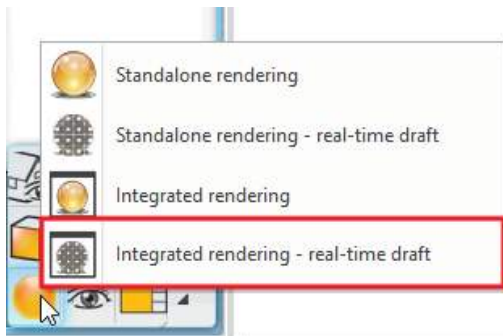 Standalone rendering
Standalone rendering - real-time draft
Integrated rendering
Integrated rendering - real-time draft